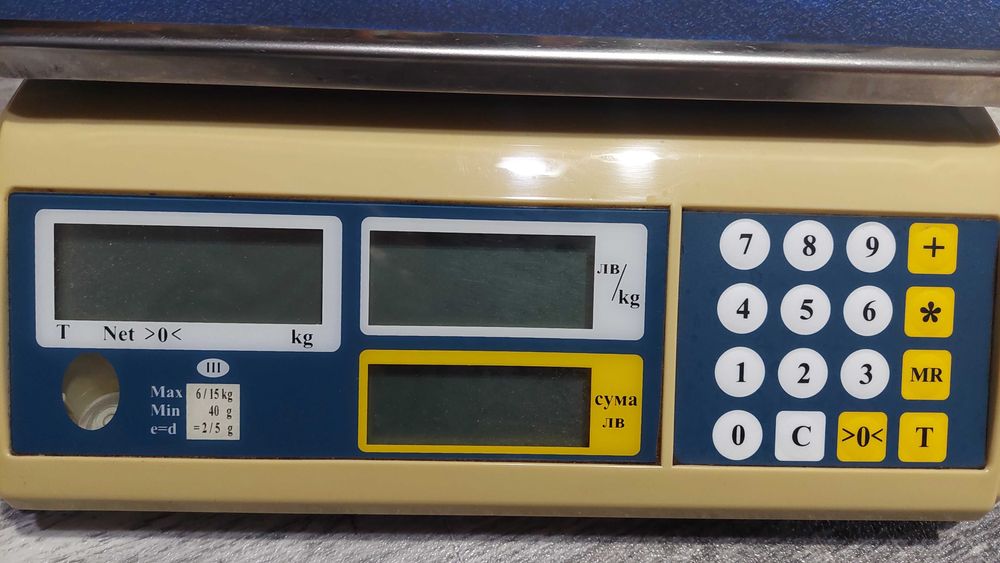 T Net >0< kg
лв/kg
III
Max 6/15 kg
Min 40 g
e=d =2/5 g
сума
лв
7 8 9 +
4 5 6 *
1 2 3 MR
0 C >0< T